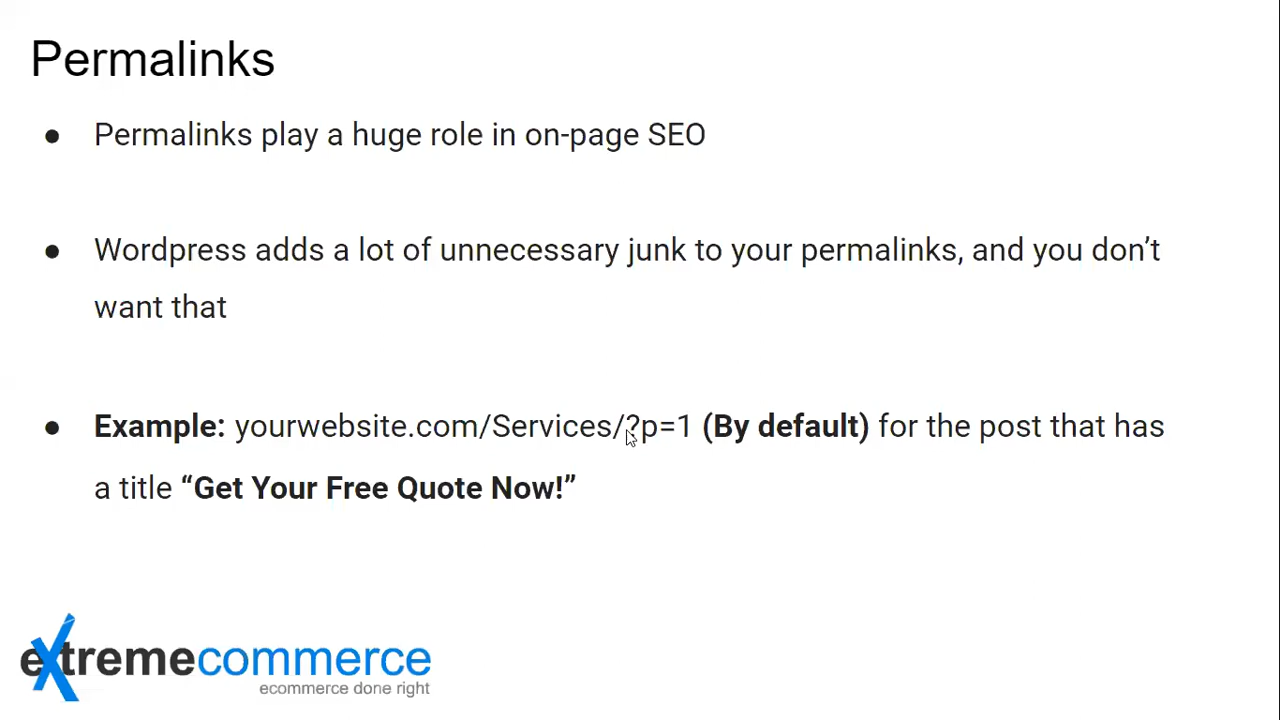 Permalinks
● Permalinks play a huge role in on-page SEO
● Wordpress adds a lot of unnecessary junk to your permalinks, and you don’t
want that
● Example: yourwebsite.com/Services/?p=1 (By default) for the post that has
a title “Get Your Free Quote Now!”
extremecommerce
ecommerce done right